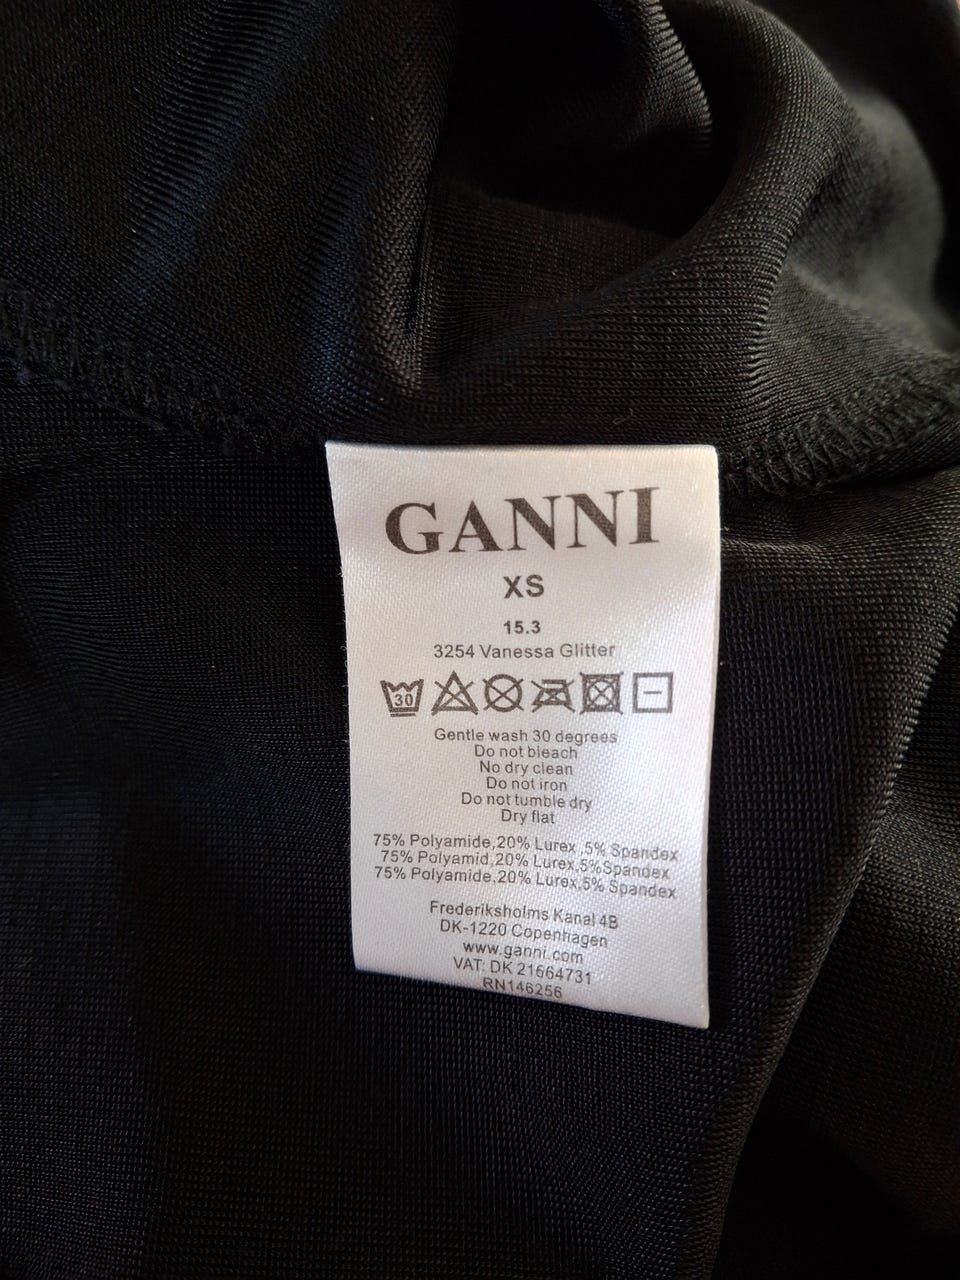 GANNI
XS
15.3
3254 Vanessa Glitter
30
Gentle wash 30 degrees
Do not bleach
No dry clean
Do not iron
Do not tumble dry
Dry flat
75% Polyamide,20% Lurex ,5% Spandex
75% Polyamid,20% Lurex,5%Spandex
75% Polyamide,20% Lurex,5% Spandex
Frederiksholms Kanal 4B
DK-1220 Copenhagen
www.ganni.com
VAT: DK 21664731
RN146256